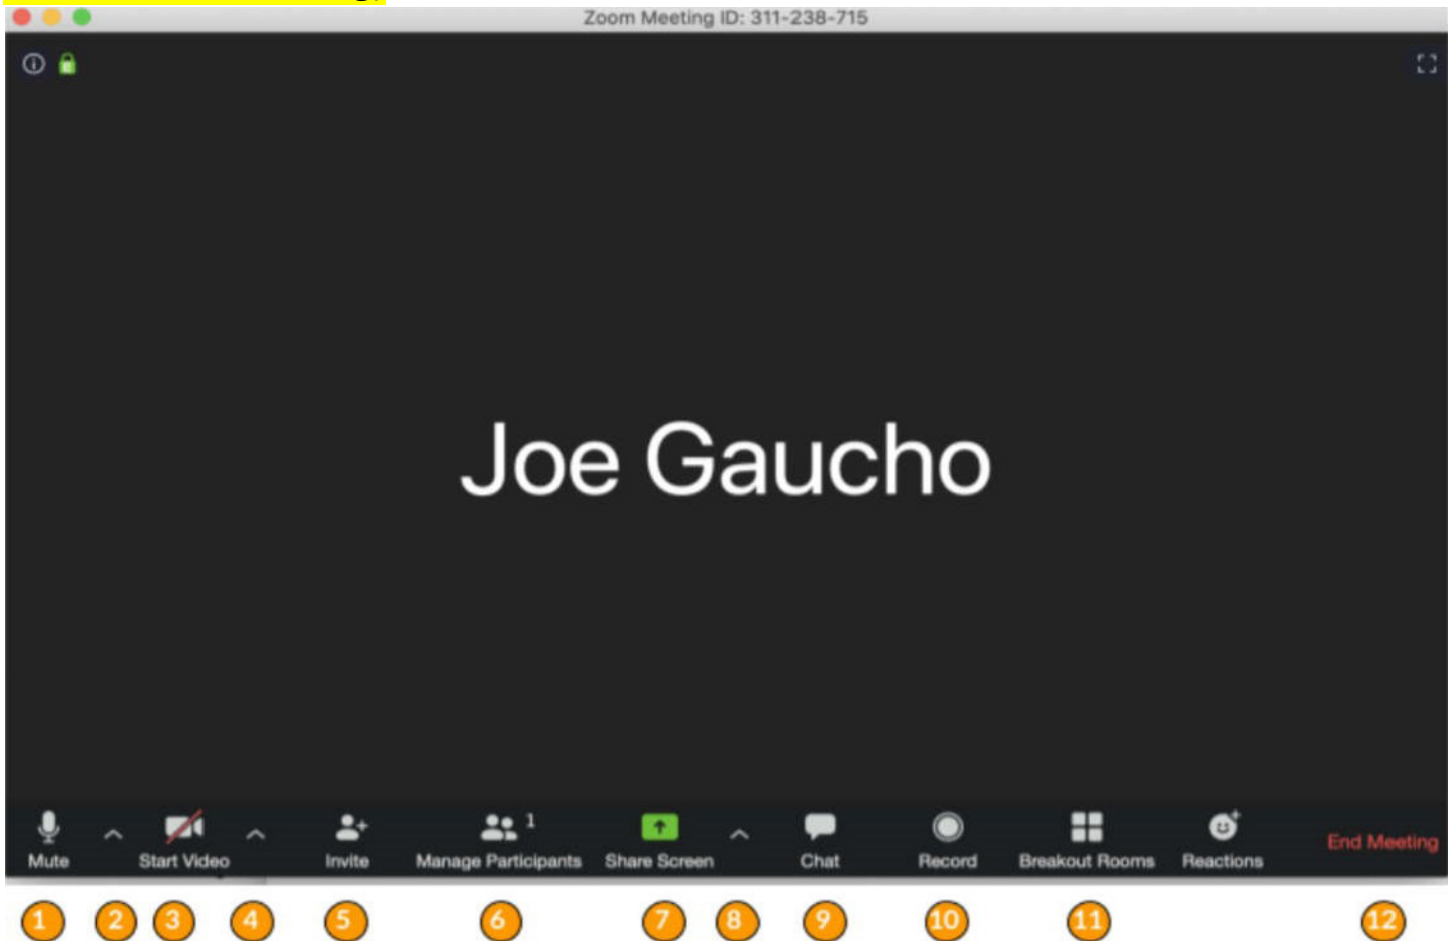 Zoom Meeting ID: 311-238-715
Joe Gaucho
1
Mute Start Video Invite Manage Participants Share Screen Chat Record Breakout Rooms Reactions End Meeting
1 2 3 4 5 6 7 8 9 10 11 12